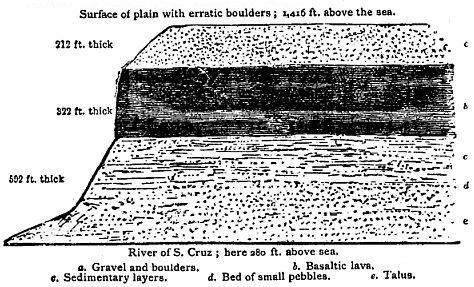 Surface of plain with erratic boulders ; 1,416 ft. above the sea.
212 ft. thick
c
322 ft. thick
b
c
592 ft. thick
d
e
River of S. Cruz ; here 280 ft. above sea.
a. Gravel and boulders. b. Basaltic lava.
c. Sedimentary layers. d. Bed of small pebbles. e. Talus.